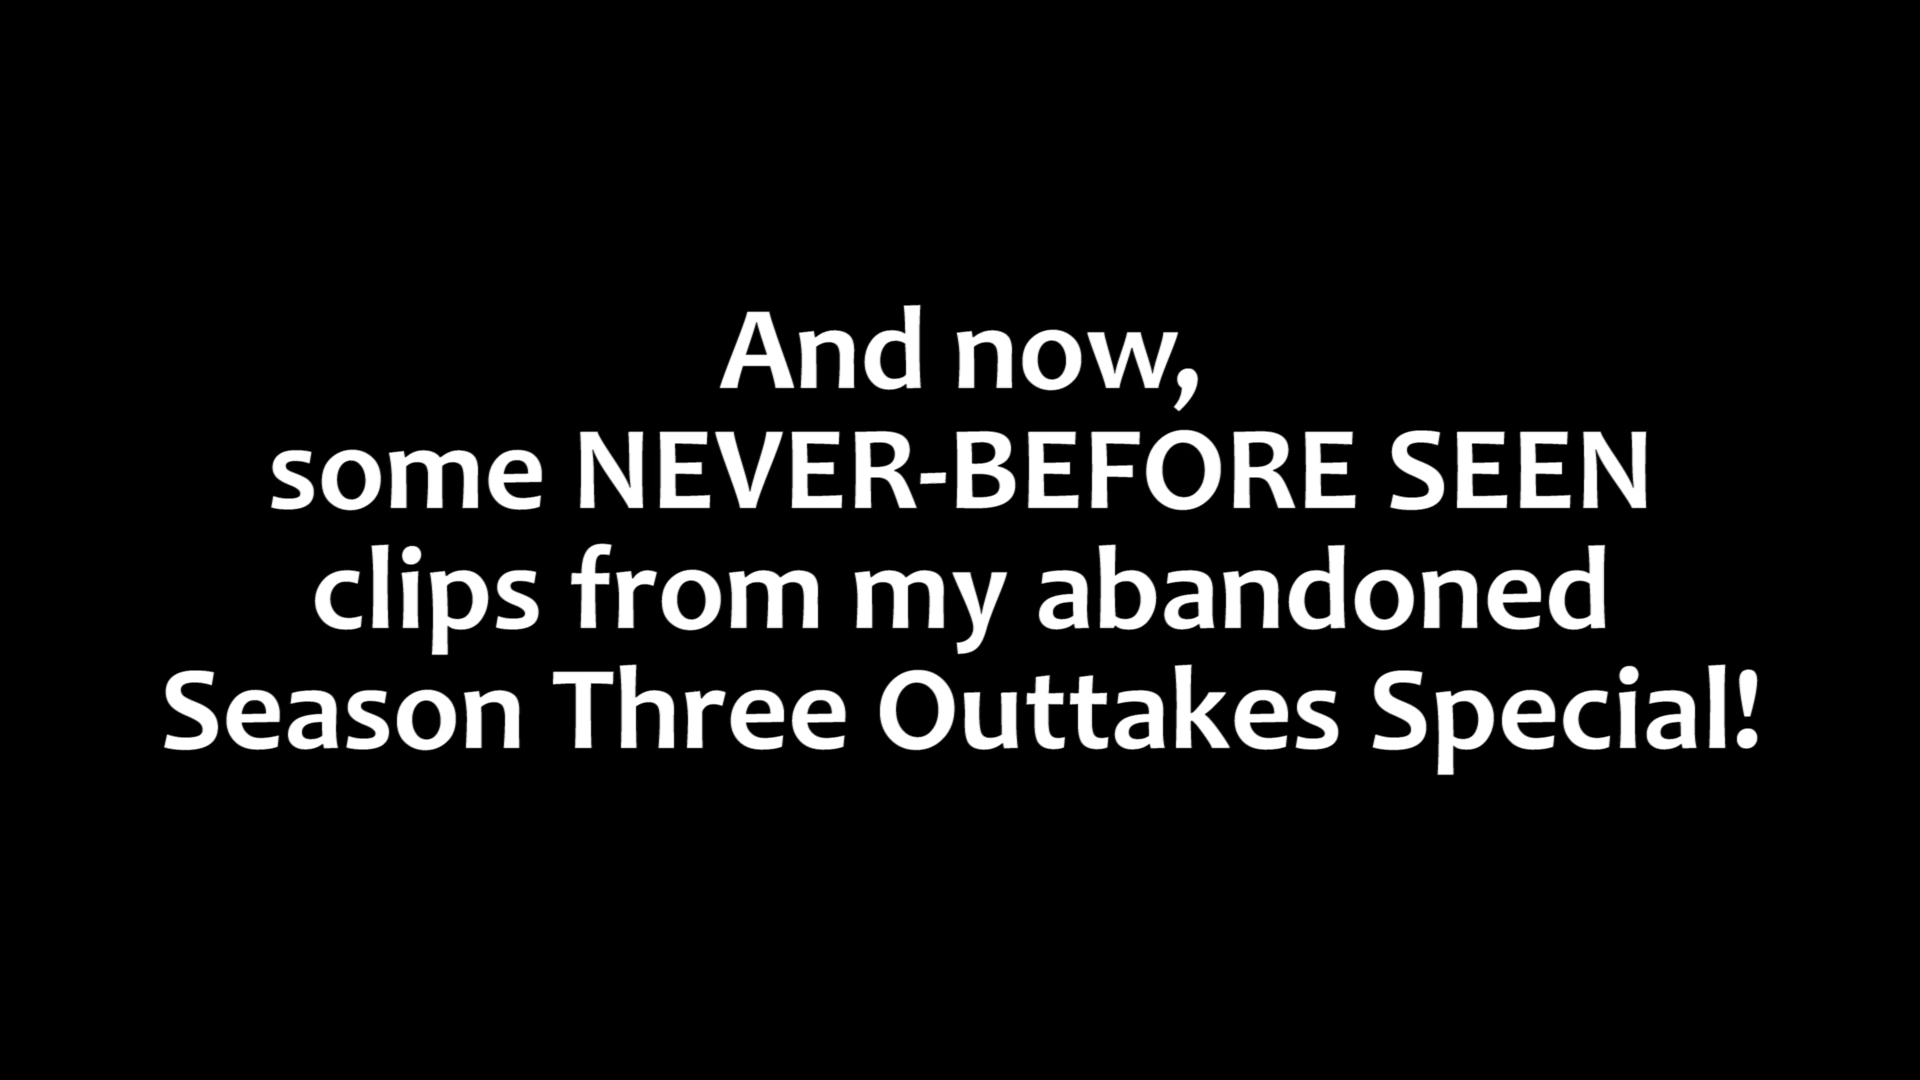 And now,
some NEVER-BEFORE SEEN
clips from my abandoned
Season Three Outtakes Special!